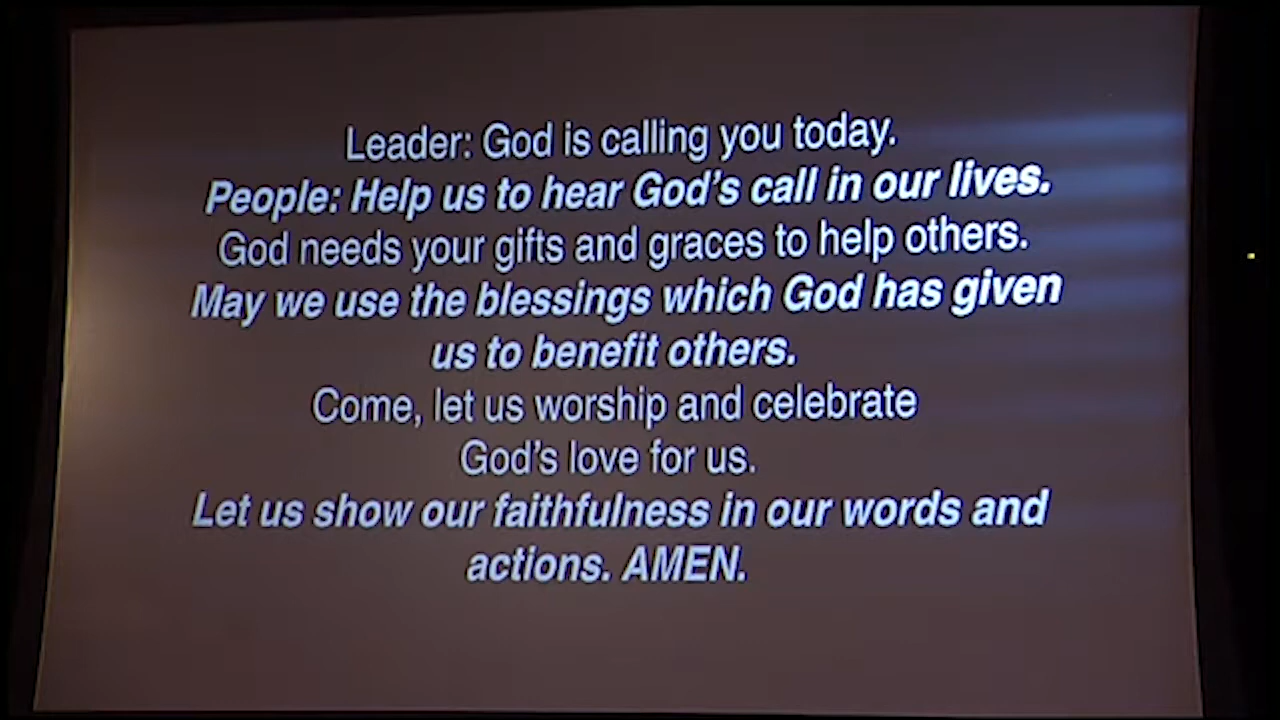 Leader: God is calling you today.
People: Help us to hear God's call in our lives.
God needs your gifts and graces to help others.
May we use the blessings which God has given
us to benefit others.
Come, let us worship and celebrate
God's love for us.
Let us show our faithfulness in our words and
actions. AMEN.